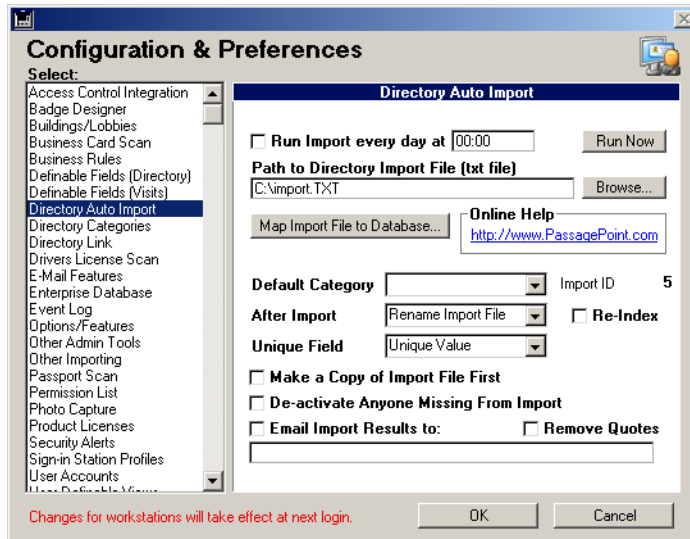 Configuration & Preferences
Select:
Access Control Integration
Badge Designer
Buildings/Lobbies
Business Card Scan
Business Rules
Definable Fields (Directory)
Definable Fields (Visits)
Directory Auto Import
Directory Categories
Directory Link
Drivers License Scan
E-Mail Features
Enterprise Database
Event Log
Options/Features
Other Admin Tools
Other Importing
Passport Scan
Permission List
Photo Capture
Product Licenses
Security Alerts
Sign-in Station Profiles
User Accounts
User Definable Views
Directory Auto Import
Run Import every day at 00:00 Run Now
Path to Directory Import File (txt file)
C:\import.TXT Browse...
Map Import File to Database...
Online Help
http://www.PassagePoint.com
Default Category Import ID 5
After Import Rename Import File Re-Index
Unique Field Unique Value
Make a Copy of Import File First
De-activate Anyone Missing From Import
Email Import Results to: Remove Quotes
Changes for workstations will take effect at next login.
OK Cancel